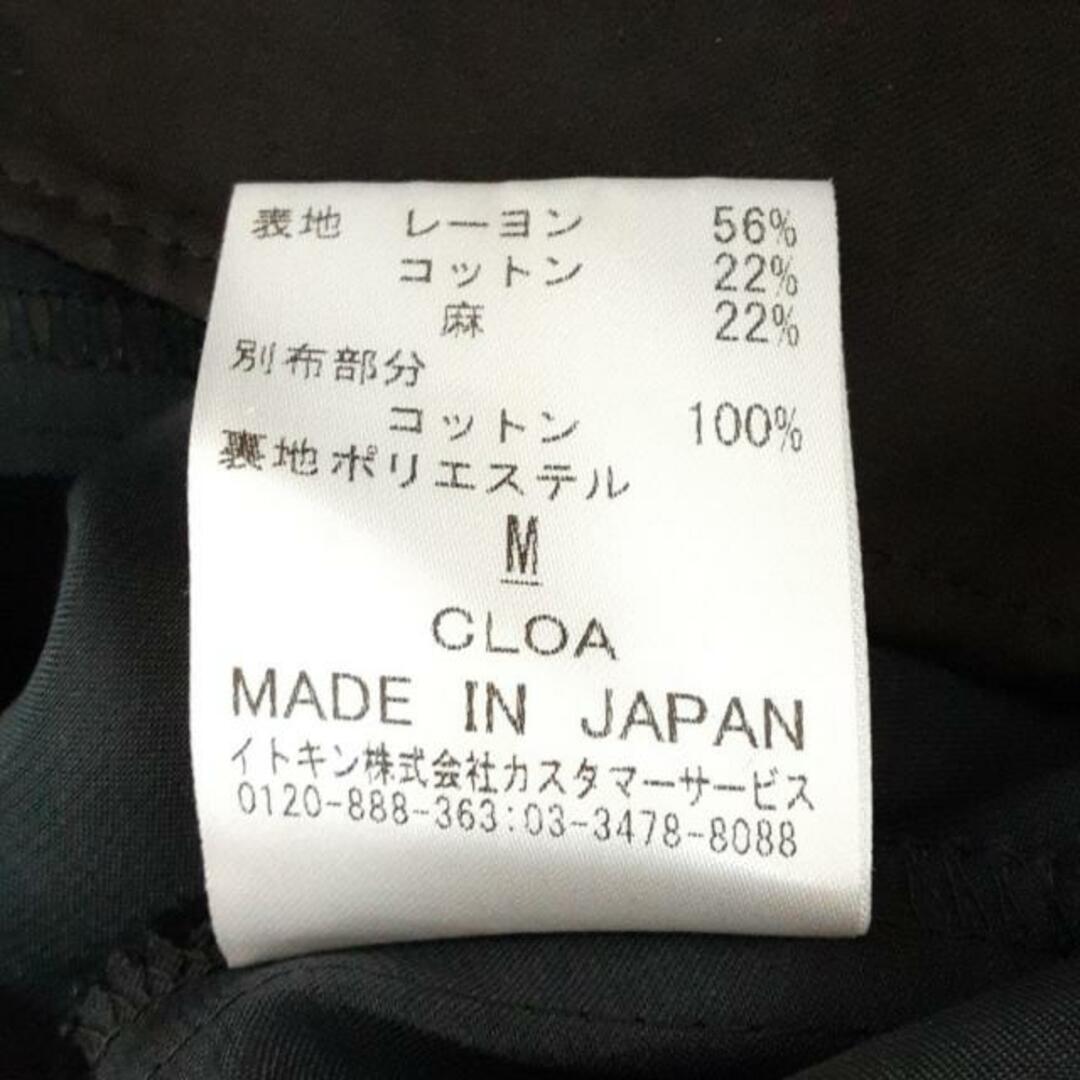 表地 レーヨン 56%
コットン 22%
麻 22%
別布部分
コットン 100%
裏地ポリエステル
M
CLOA
MADE IN JAPAN
イトキン株式会社カスタマーサービス
0120-888-363:03-3478-8088